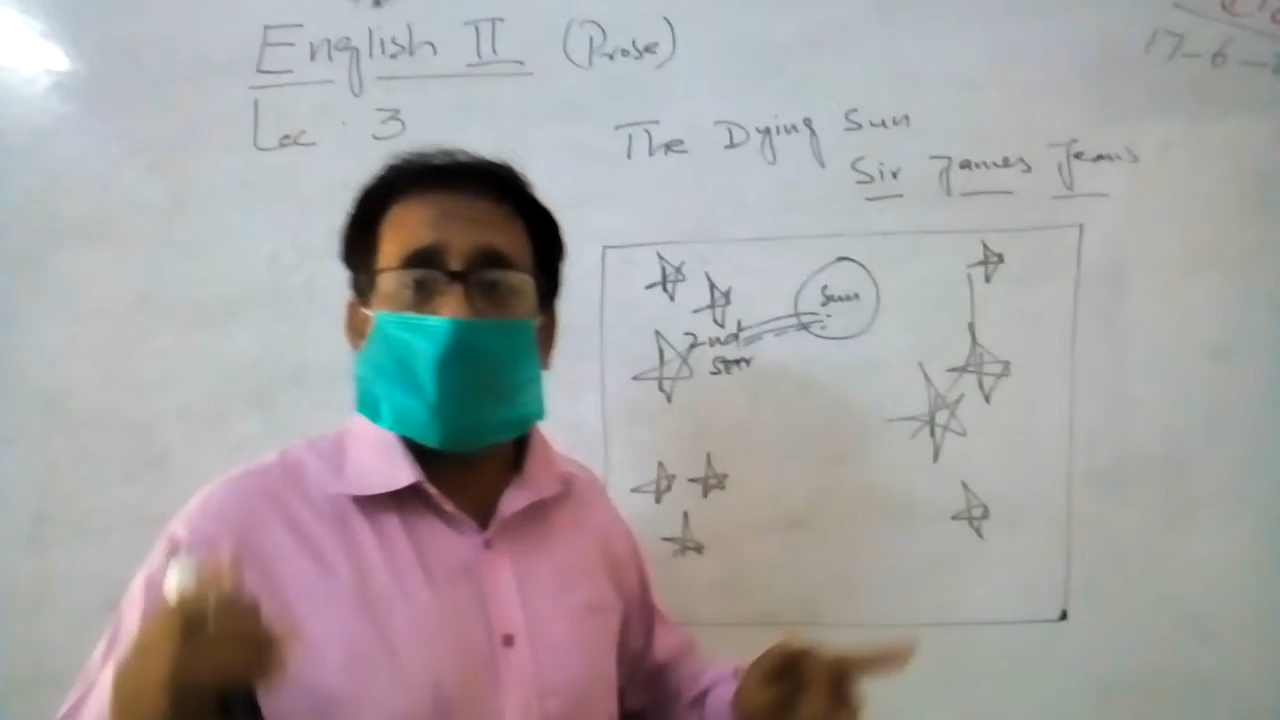 English II (Prose)
17-6-
Lec. 3
The Dying Sun
Sir James Jeans
Sun
2nd
star